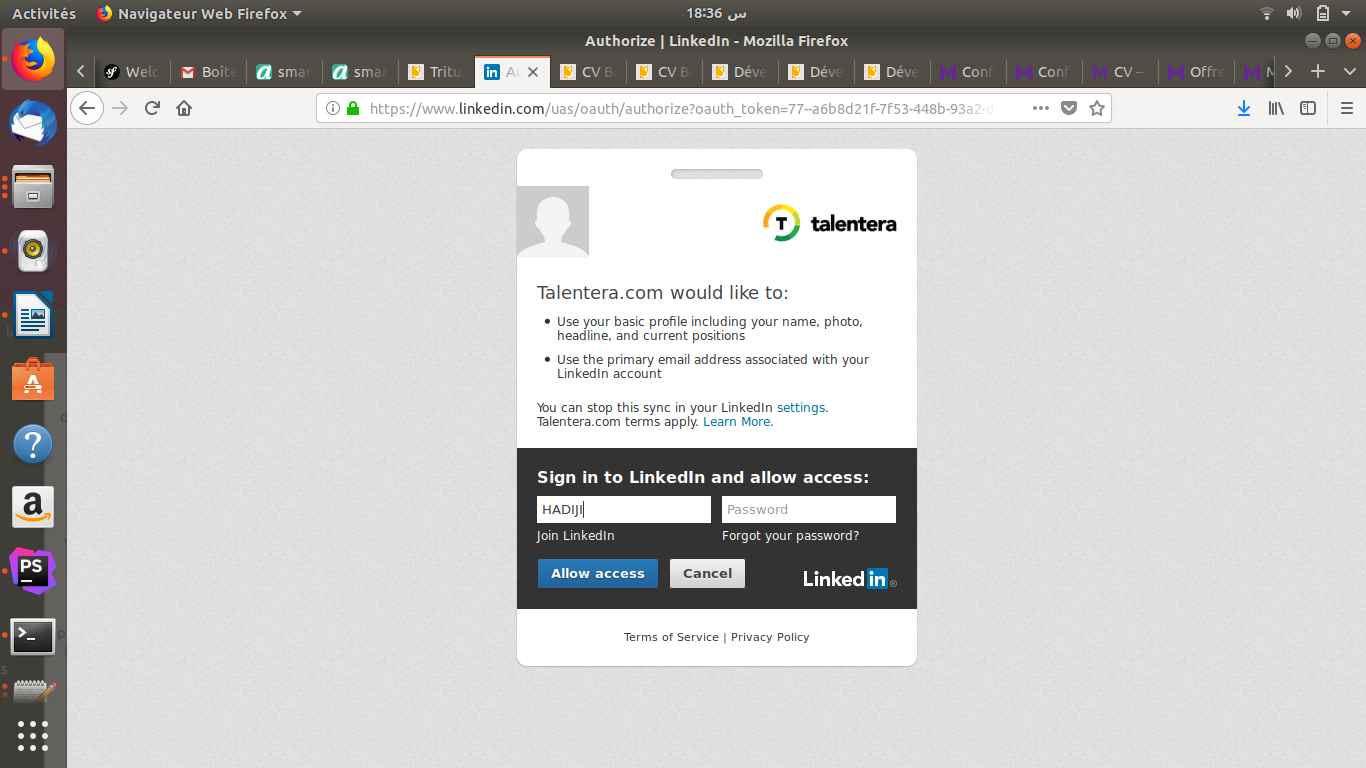 Activités
Navigateur Web Firefox
18:36 س
Authorize | LinkedIn - Mozilla Firefox
sf
Welc
Boîte
smar
smar
Tritu
in
Au
CV B
CV B
Déve
Déve
Déve
Conf
Conf
CV –
Offre
https://www.linkedin.com/uas/oauth/authorize?oauth_token=77--a6b8d21f-7f53-448b-93a2-d
T talentera
Talentera.com would like to:
• Use your basic profile including your name, photo,
headline, and current positions
• Use the primary email address associated with your
LinkedIn account
You can stop this sync in your LinkedIn settings.
Talentera.com terms apply. Learn More.
Sign in to LinkedIn and allow access:
HADIJI
Password
Join LinkedIn
Forgot your password?
Allow access
Cancel
Linked in ®
Terms of Service | Privacy Policy
A
?
a
PS
>_